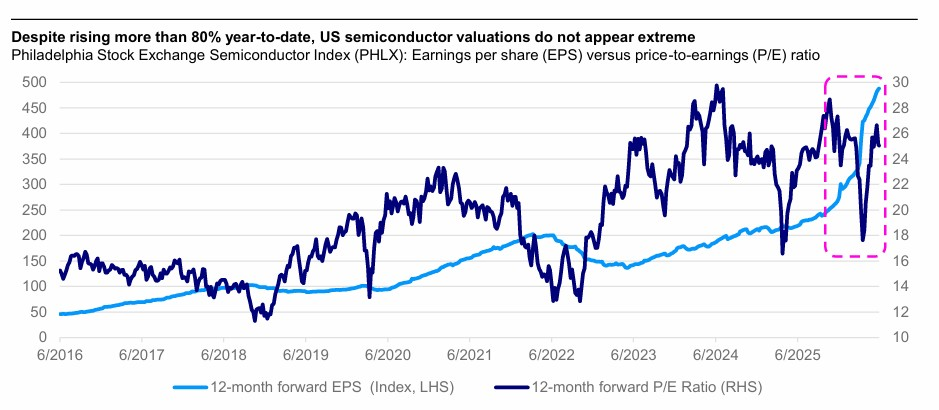 Despite rising more than 80% year-to-date, US semiconductor valuations do not appear extreme
Philadelphia Stock Exchange Semiconductor Index (PHLX): Earnings per share (EPS) versus price-to-earnings (P/E) ratio
500 30
450 28
400 26
350 24
300 22
250 20
200 18
150 16
100 14
50 12
0 10
6/2016 6/2017 6/2018 6/2019 6/2020 6/2021 6/2022 6/2023 6/2024 6/2025
12-month forward EPS (Index, LHS) 12-month forward P/E Ratio (RHS)